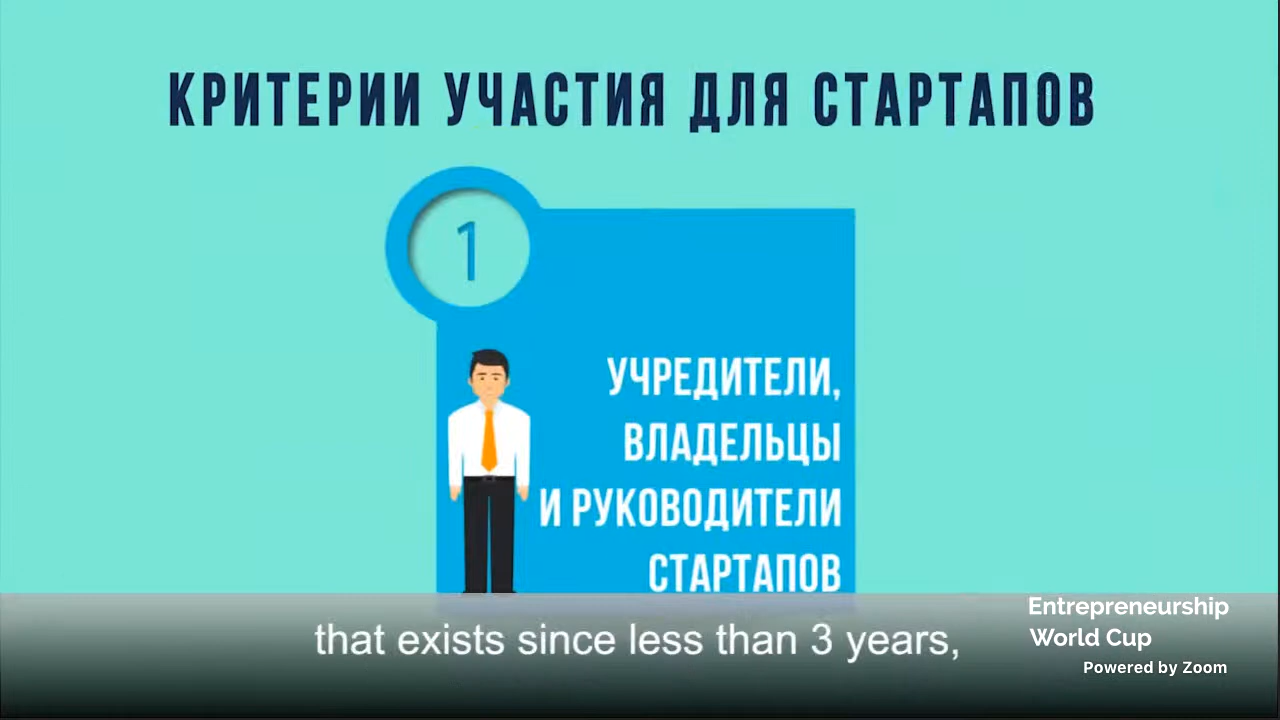 КРИТЕРИИ УЧАСТИЯ ДЛЯ СТАРТАПОВ
1
УЧРЕДИТЕЛИ,
ВЛАДЕЛЬЦЫ
И РУКОВОДИТЕЛИ
СТАРТАПОВ
that exists since less than 3 years,
Entrepreneurship
World Cup
Powered by Zoom